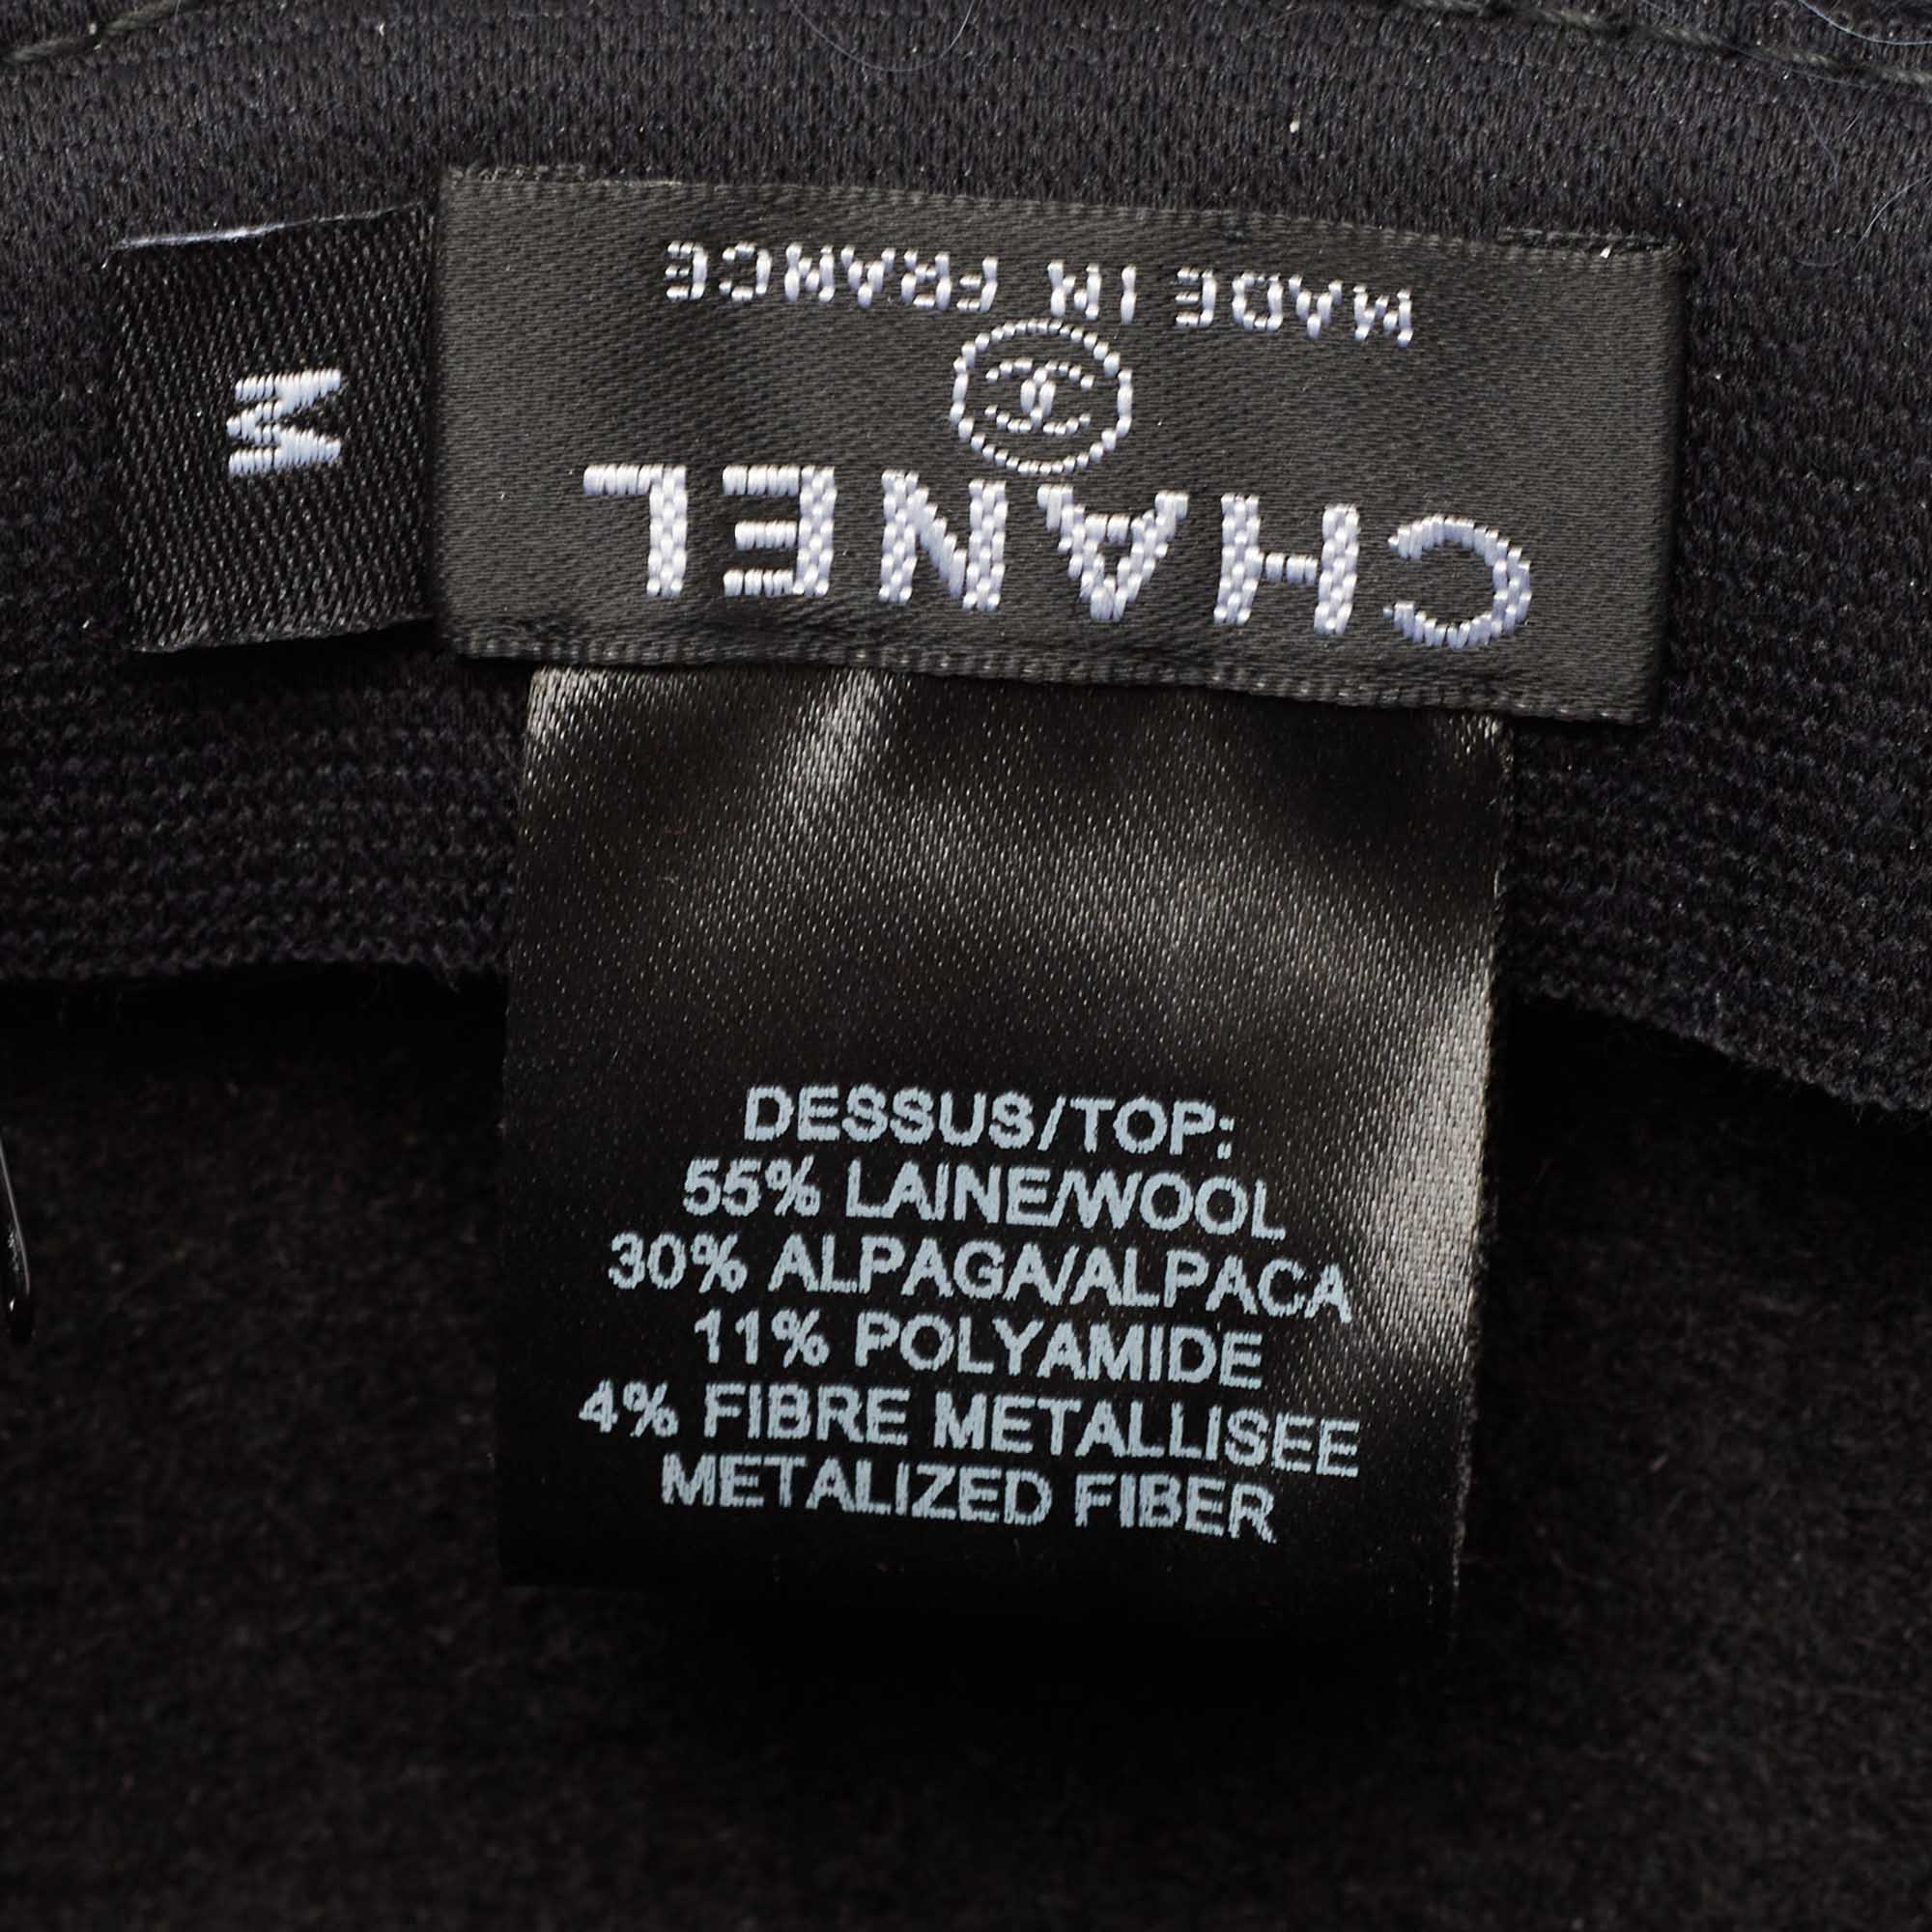 M
CHANEL
MADE IN FRANCE
DESSUS/TOP:
55% LAINE/WOOL
30% ALPAGA/ALPACA
11% POLYAMIDE
4% FIBRE METALLISEE
METALIZED FIBER